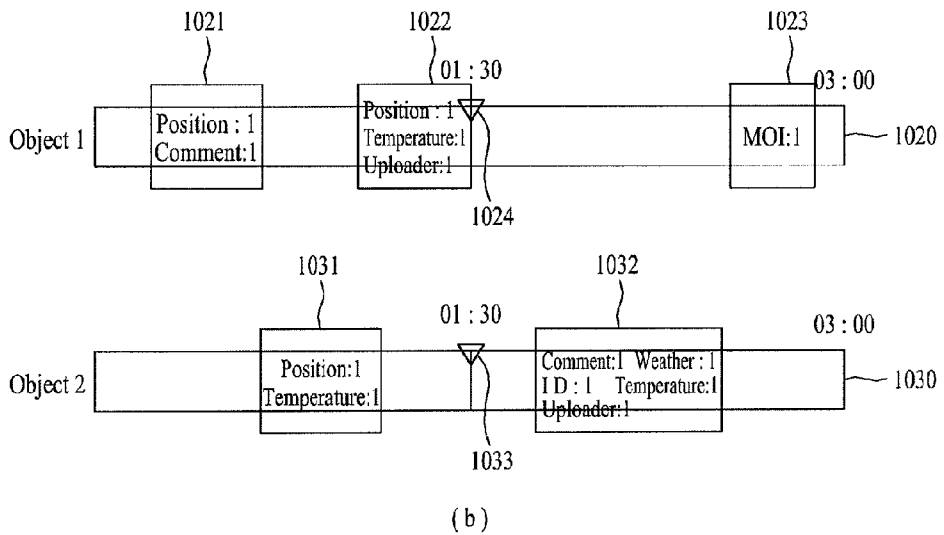 1021
1022
1023
01 : 30
03 : 00
Object 1
Position : 1
Comment:1
Position : 1
Temperature:1
Uploader:1
MOI:1
1020
1024
1031
1032
01 : 30
03 : 00
Object 2
Position:1
Temperature:1
Comment:1 Weather : 1
I D : 1 Temperature:1
Uploader:1
1030
1033
( b )